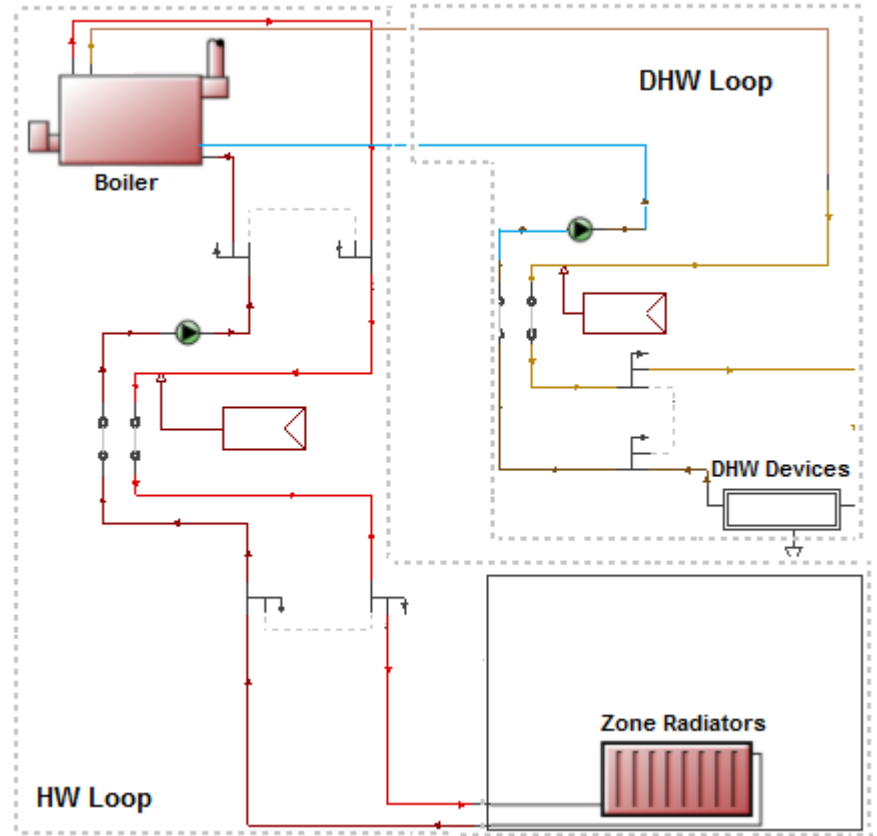 DHW Loop
Boiler
DHW Devices
Zone Radiators
HW Loop